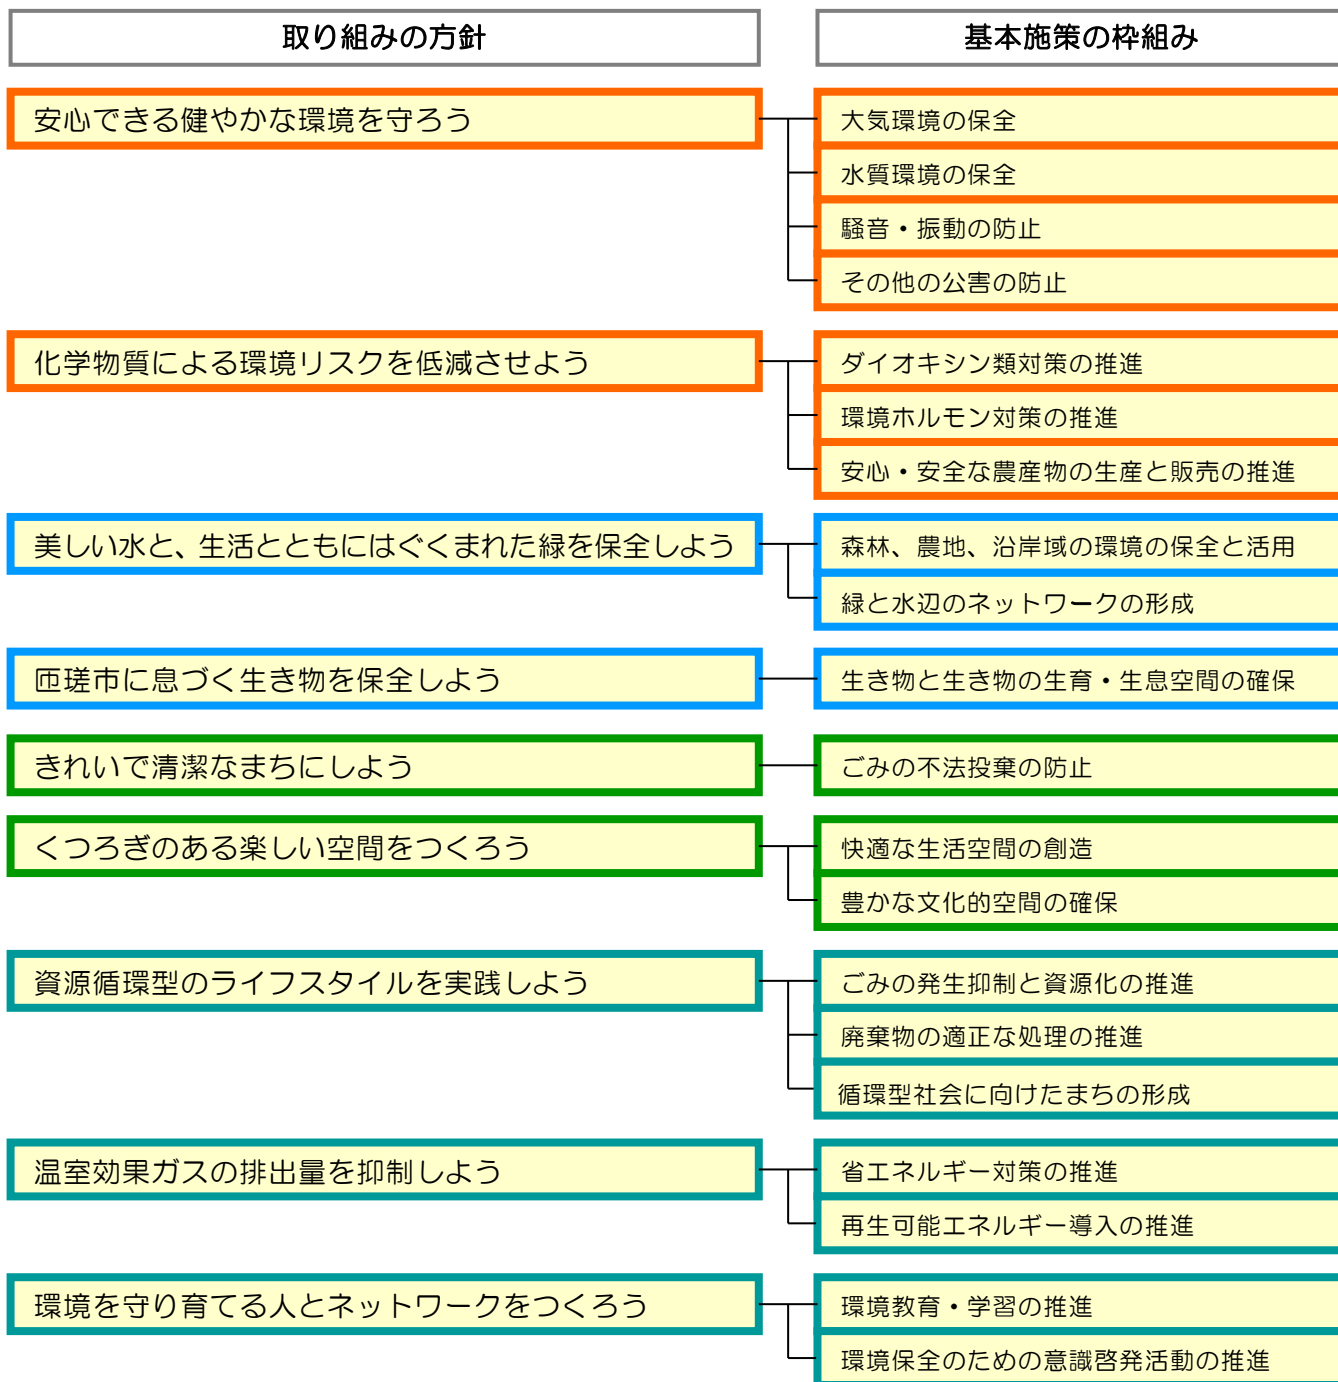 取り組みの方針
基本施策の枠組み
安心できる健やかな環境を守ろう
大気環境の保全
水質環境の保全
騒音・振動の防止
その他の公害の防止
化学物質による環境リスクを低減させよう
ダイオキシン類対策の推進
環境ホルモン対策の推進
安心・安全な農産物の生産と販売の推進
美しい水と、生活とともにはぐくまれた緑を保全しよう
森林、農地、沿岸域の環境の保全と活用
緑と水辺のネットワークの形成
匝瑳市に息づく生き物を保全しよう
生き物と生き物の生育・生息空間の確保
きれいで清潔なまちにしよう
ごみの不法投棄の防止
くつろぎのある楽しい空間をつくろう
快適な生活空間の創造
豊かな文化的空間の確保
資源循環型のライフスタイルを実践しよう
ごみの発生抑制と資源化の推進
廃棄物の適正な処理の推進
循環型社会に向けたまちの形成
温室効果ガスの排出量を抑制しよう
省エネルギー対策の推進
再生可能エネルギー導入の推進
環境を守り育てる人とネットワークをつくろう
環境教育・学習の推進
環境保全のための意識啓発活動の推進